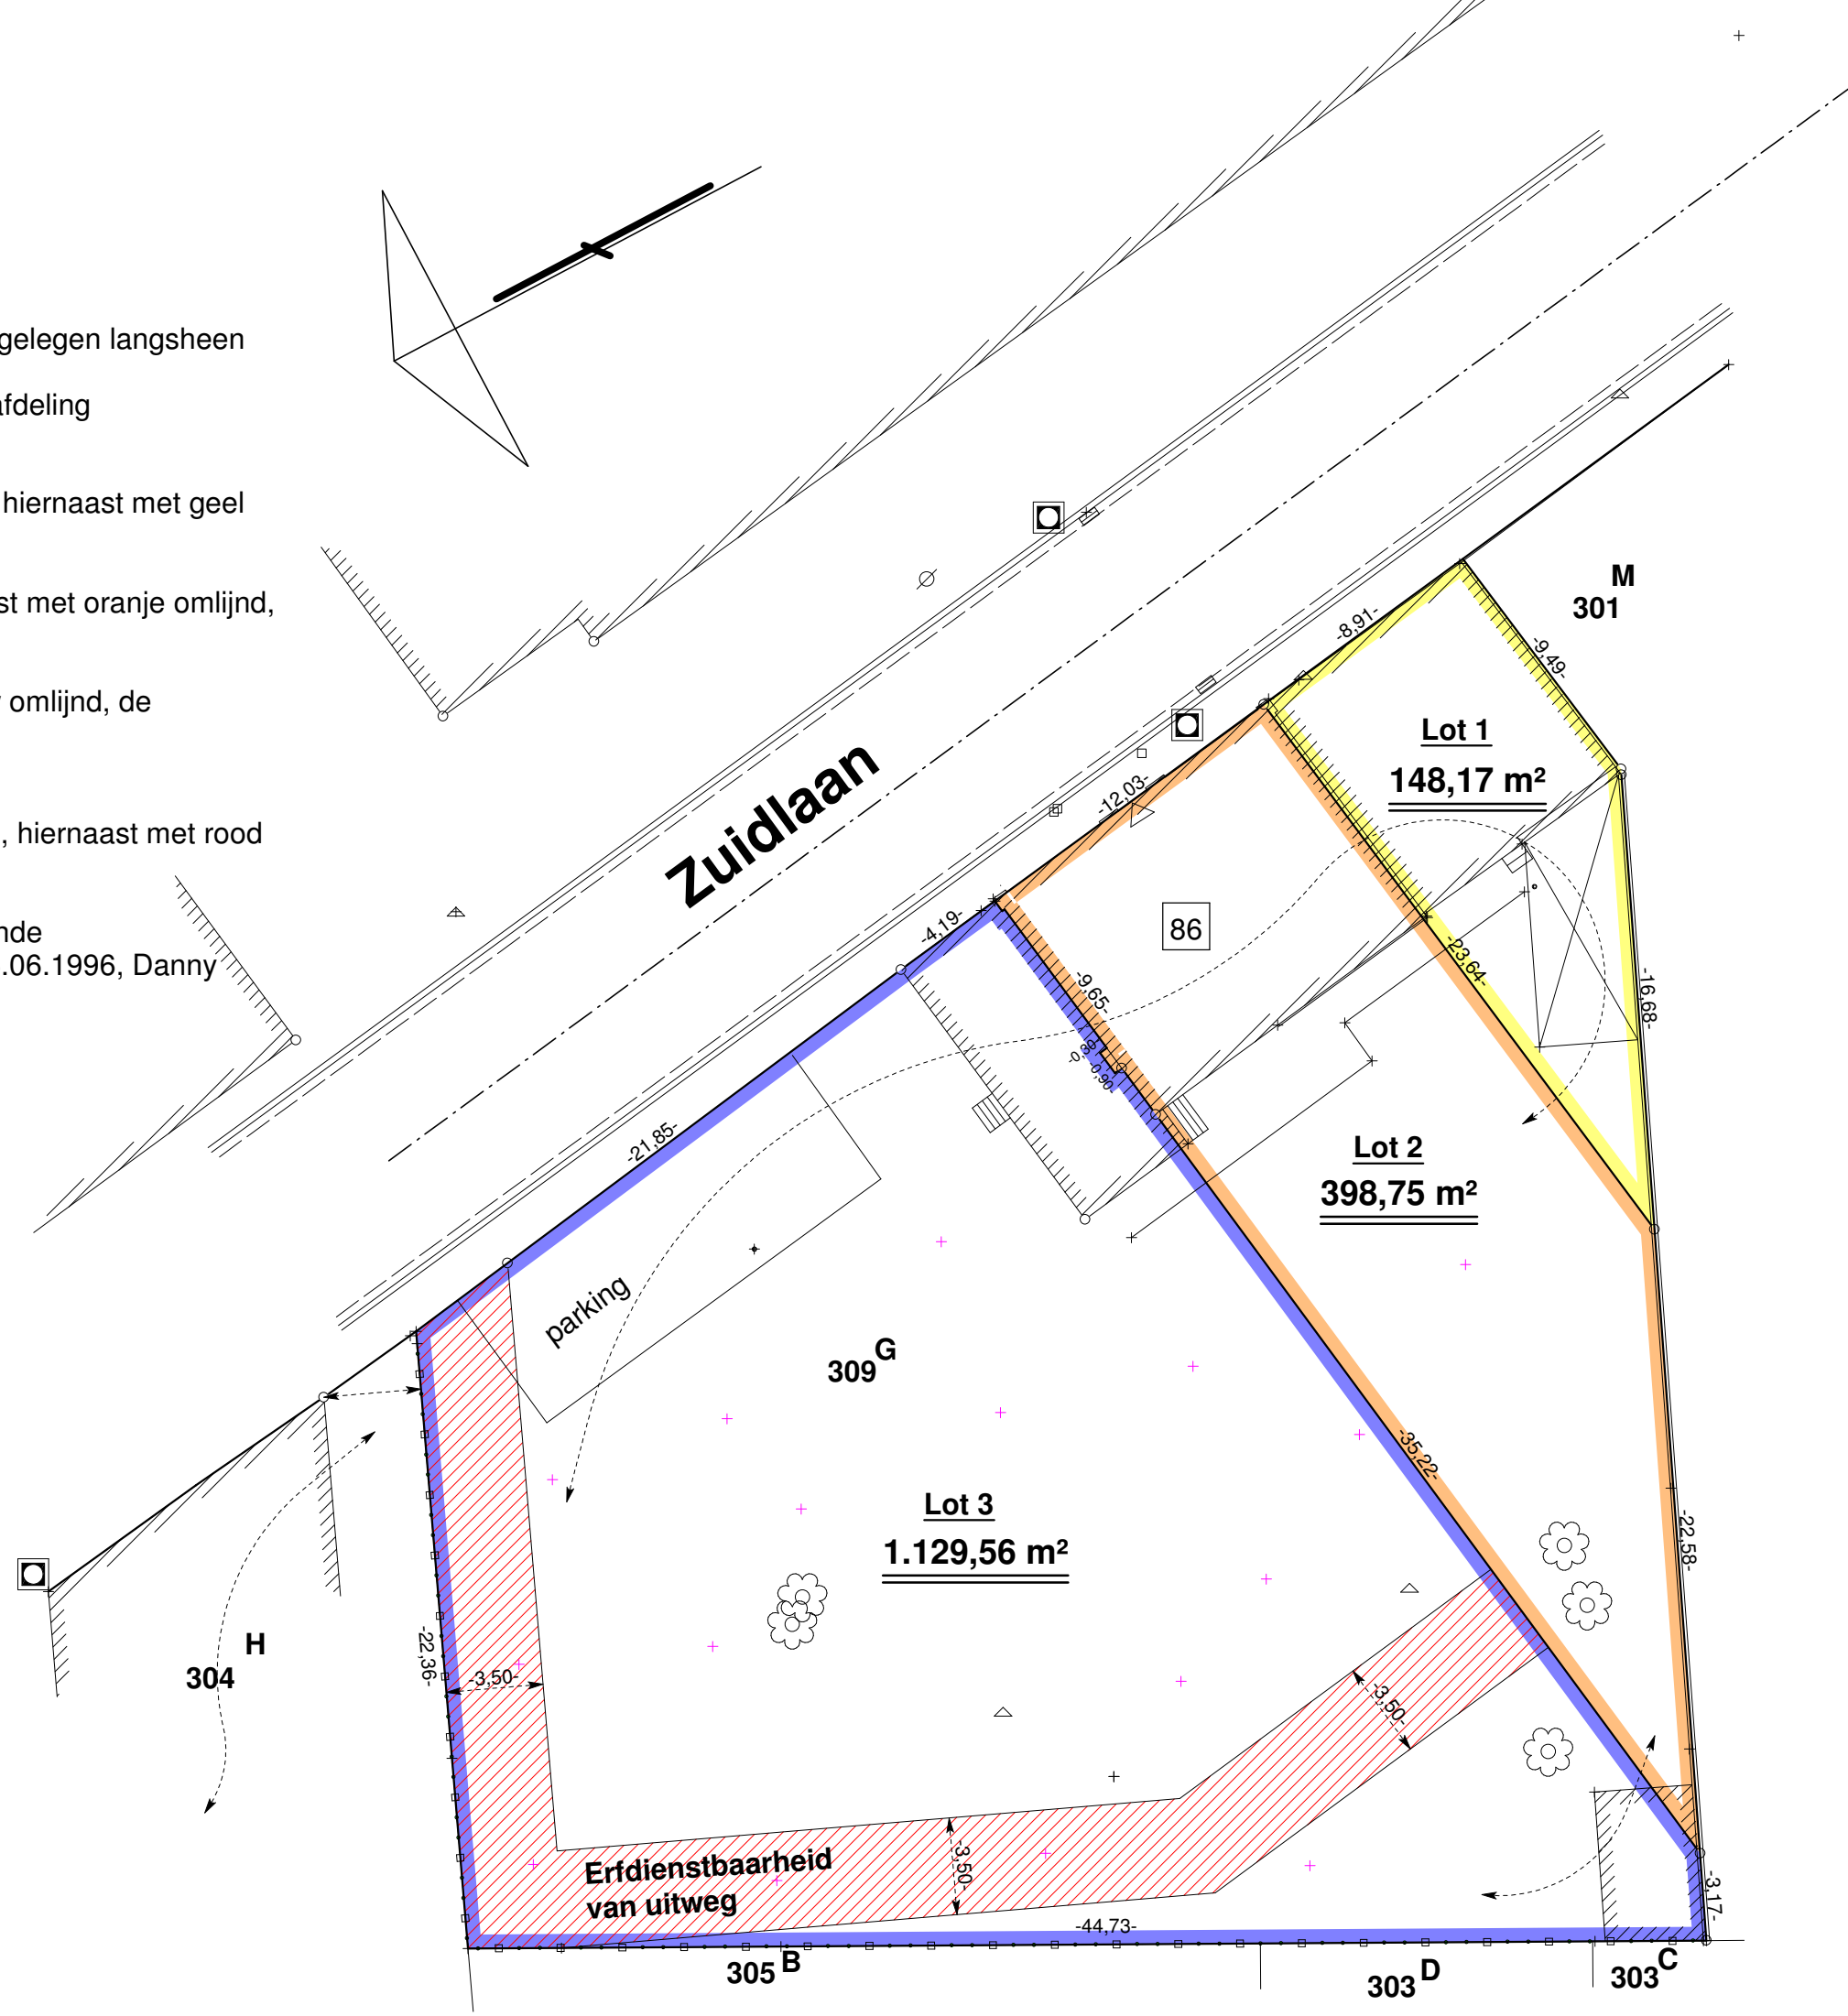 gelegen langsheen
afdeling
hiernaast met geel
st met oranje omlijnd,
omlijnd, de
, hiernaast met rood
nde
.06.1996, Danny
Zuidlaan
M
301
-8,91-
-9,49-
Lot 1
148,17 m²
-12,03-
86
-4,19-
-9,65-
-23,64-
-16,68-
-0,90-
-21,85-
Lot 2
398,75 m²
parking
309 G
-35,22-
Lot 3
1.129,56 m²
-22,58-
H
304
-22,36-
-3,50-
-3,50-
Erfdienstbaarheid
van uitweg
-3,50-
-3,17-
-44,73-
305 B
303 D
303 C